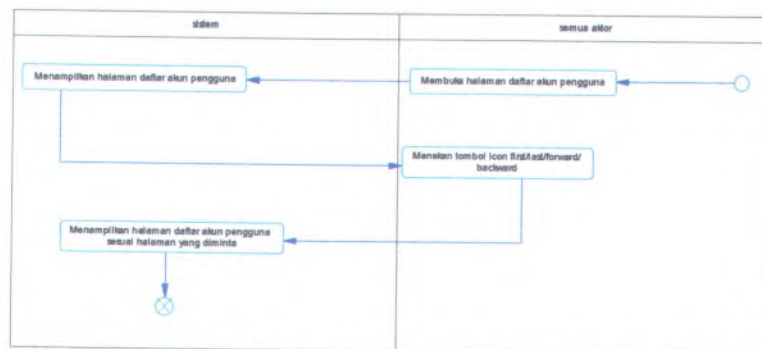 sistem
semua aktor
Menampilkan halaman daftar akun pengguna
Membuka halaman daftar akun pengguna
Menekan tombol icon first/last/forward/
backward
Menampilkan halaman daftar akun pengguna
sesuai halaman yang diminta